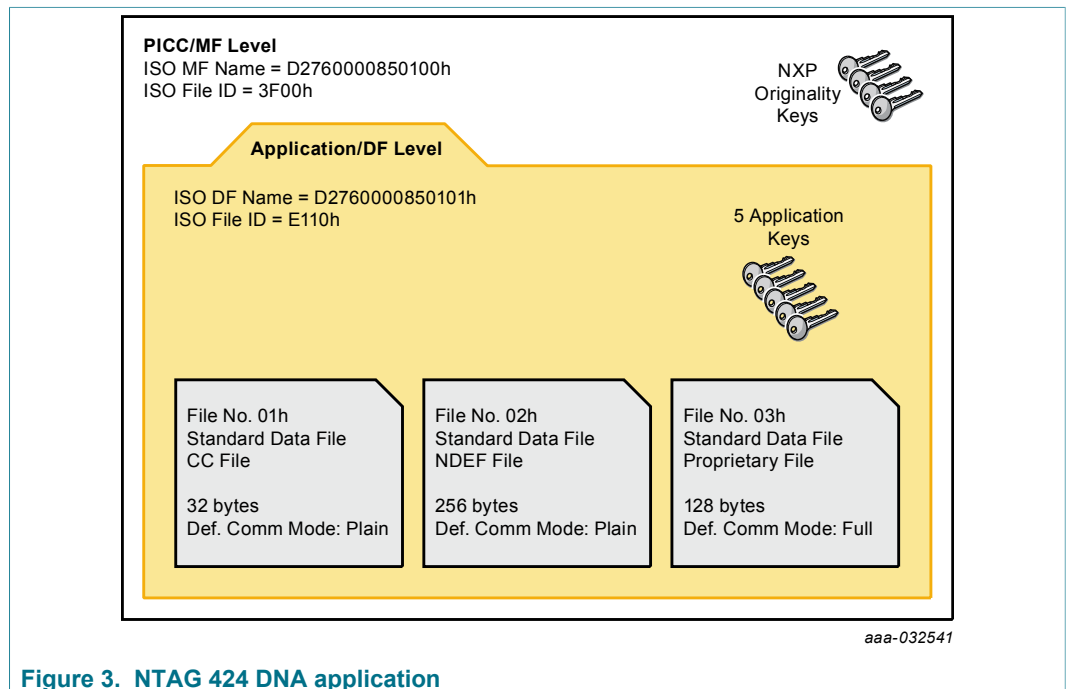 PICC/MF Level
ISO MF Name = D2760000850100h
ISO File ID = 3F00h
NXP
Originality
Keys
Application/DF Level
ISO DF Name = D2760000850101h
ISO File ID = E110h
5 Application
Keys
File No. 01h
Standard Data File
CC File
32 bytes
Def. Comm Mode: Plain
File No. 02h
Standard Data File
NDEF File
256 bytes
Def. Comm Mode: Plain
File No. 03h
Standard Data File
Proprietary File
128 bytes
Def. Comm Mode: Full
aaa-032541
Figure 3. NTAG 424 DNA application